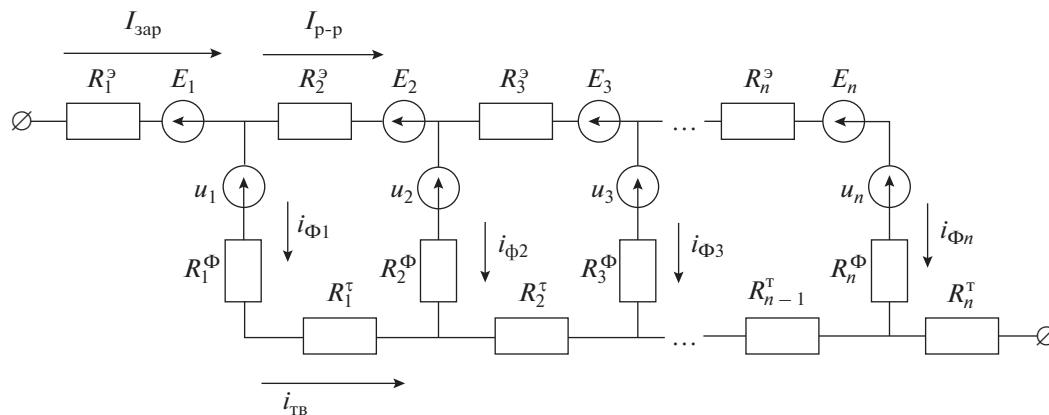 I_зар I_р-р
R_1^э E_1 R_2^э E_2 R_3^э E_3 R_n^э E_n
...
u_1 u_2 u_3 u_n
i_Ф1 i_ф2 i_Ф3 i_Фn
R_1^Ф R_2^Ф R_3^Ф R_n^Ф
R_1^τ R_2^τ R_{n – 1}^т R_n^т
...
i_тв